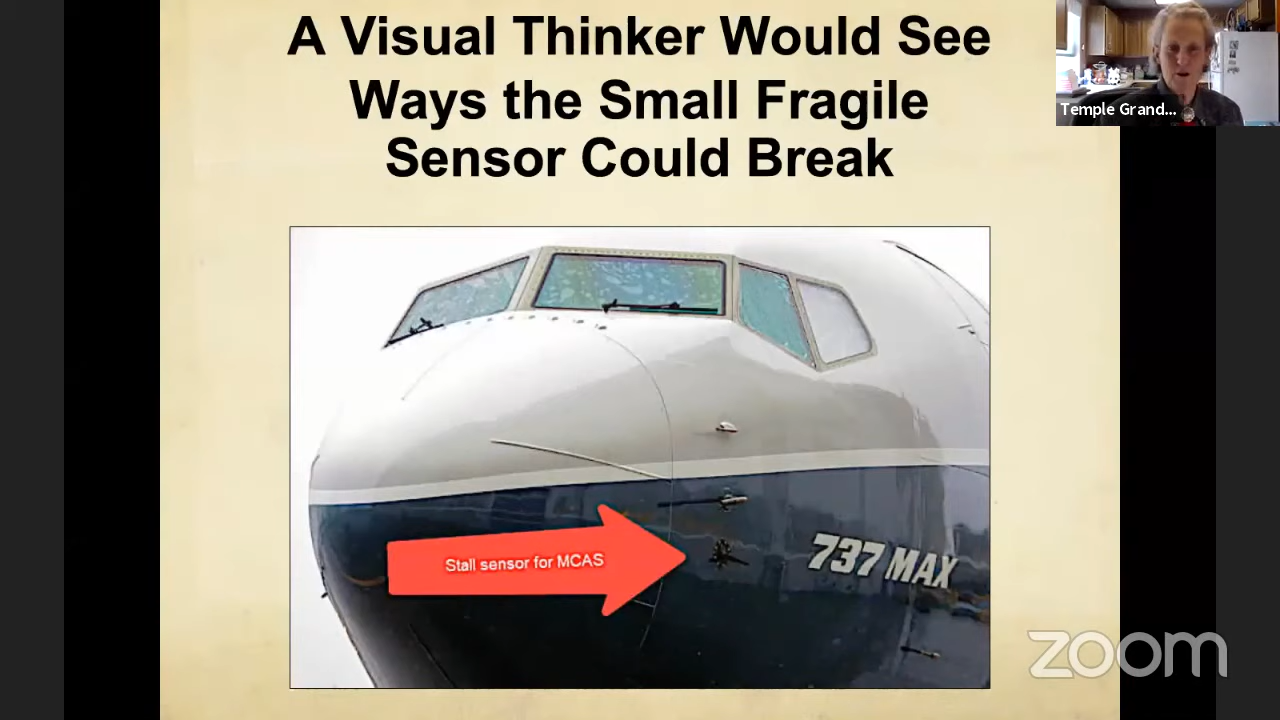 A Visual Thinker Would See
Ways the Small Fragile
Sensor Could Break
Temple Grand...
Stall sensor for MCAS
737 MAX
zoom